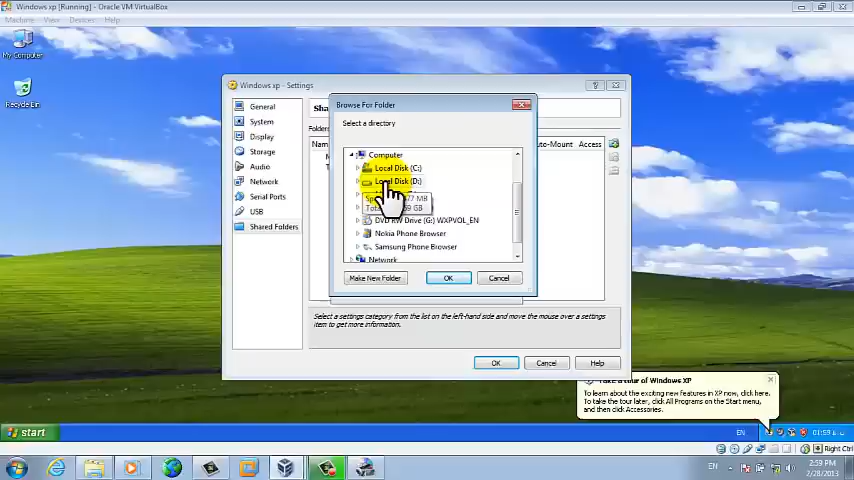 Windows xp [Running] - Oracle VM VirtualBox
Machine View Devices Help
My Computer
Recycle Bin
Windows xp - Settings
General
System
Display
Storage
Audio
Network
Serial Ports
USB
Shared Folders
Auto-Mount Access
Browse For Folder
Select a directory
Computer
Local Disk (C:)
Local Disk (D:)
DVD RW Drive (G:) WXPVOL_EN
Nokia Phone Browser
Samsung Phone Browser
Network
Make New Folder OK Cancel
Select a settings category from the list on the left-hand side and move the mouse over a settings
item to get more information.
OK Cancel Help
Take a tour of Windows XP
To learn about the exciting new features in XP now, click here.
To take the tour later, click All Programs on the Start menu,
and then click Accessories.
start EN 01:59
Right Ctrl
EN 2:59 PM
2/28/2013